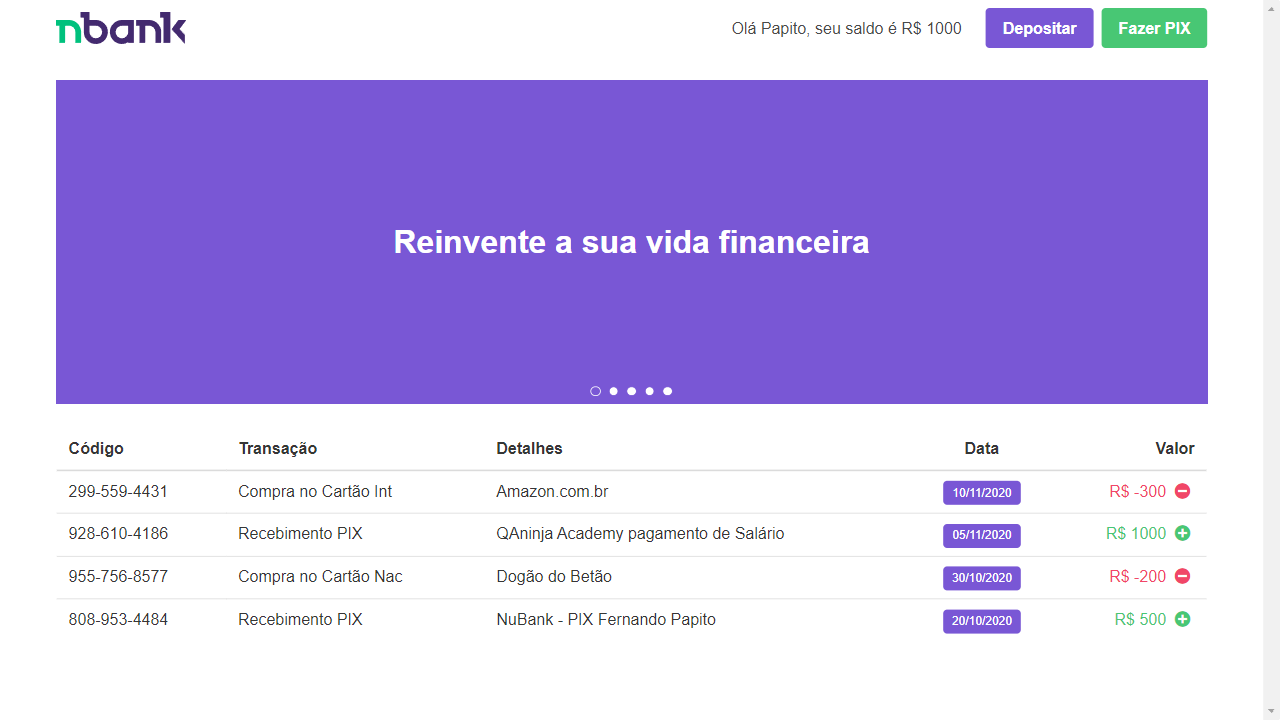 nbank
Olá Papito, seu saldo é R$ 1000 Depositar Fazer PIX
Reinvente a sua vida financeira
Código Transação Detalhes Data Valor
299-559-4431 Compra no Cartão Int Amazon.com.br 10/11/2020 R$ -300
928-610-4186 Recebimento PIX QAninja Academy pagamento de Salário 05/11/2020 R$ 1000
955-756-8577 Compra no Cartão Nac Dogão do Betão 30/10/2020 R$ -200
808-953-4484 Recebimento PIX NuBank - PIX Fernando Papito 20/10/2020 R$ 500